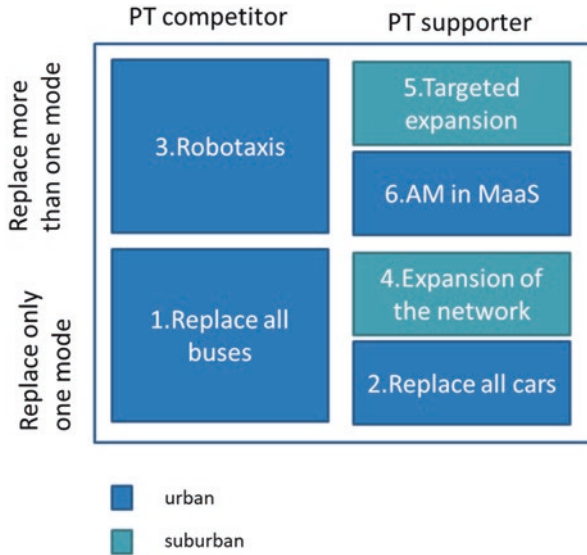 PT competitor
PT supporter
Replace more
than one mode
3.Robotaxis
5.Targeted
expansion
6.AM in MaaS
Replace only
one mode
1.Replace all
buses
4.Expansion of
the network
2.Replace all cars
urban
suburban